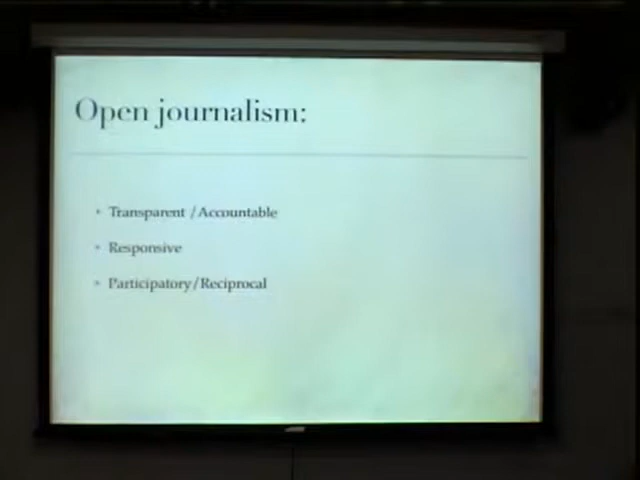 Open journalism:
Transparent /Accountable
Responsive
Participatory/Reciprocal